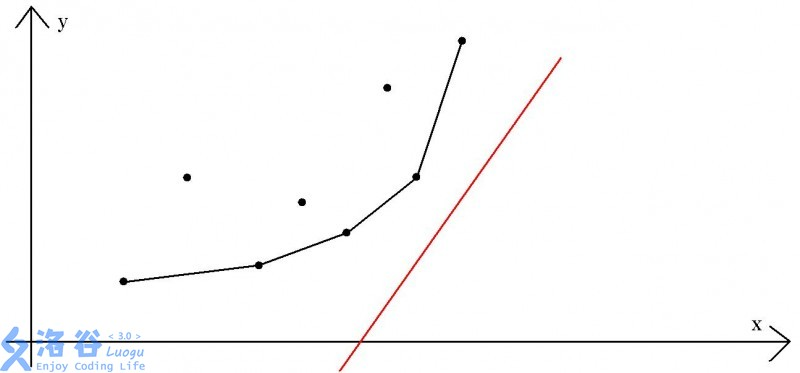 y
x
洛谷 < 3.0 >
Luogu
Enjoy Coding Life